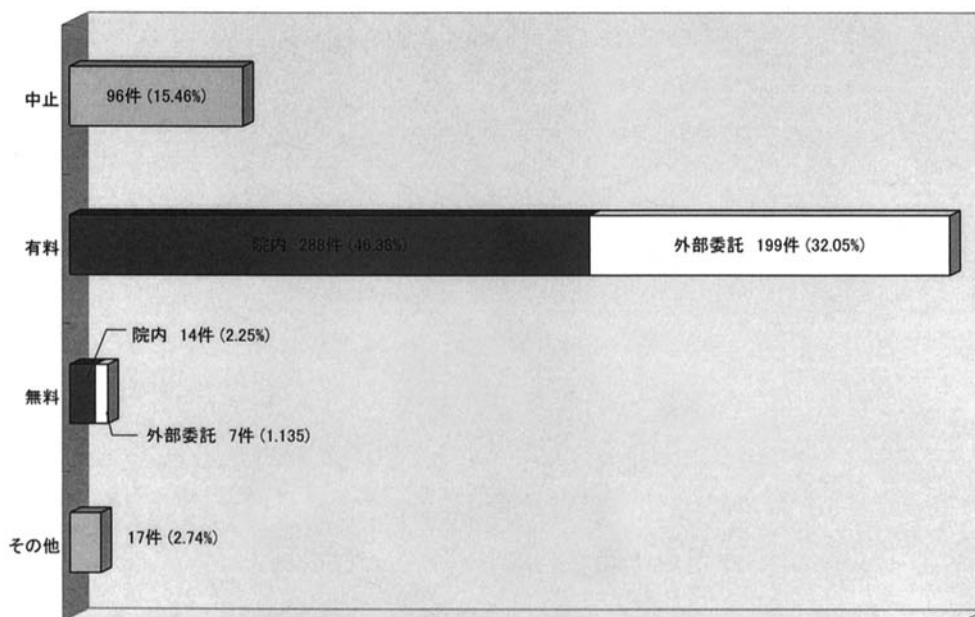 中止
96件 (15.46%)
有料
院内 288件 (46.38%)
外部委託 199件 (32.05%)
院内 14件 (2.25%)
無料
外部委託 7件 (1.135)
その他
17件 (2.74%)